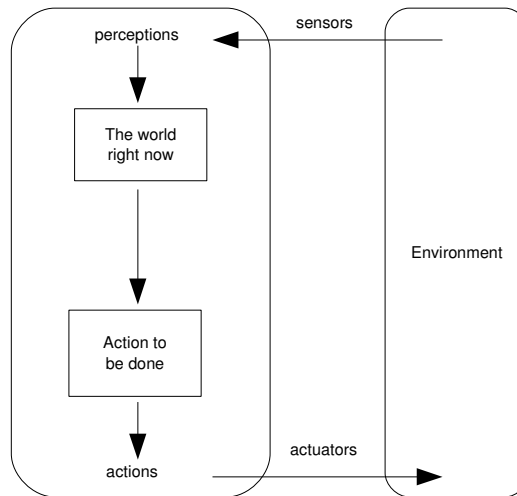 sensors
perceptions
The world
right now
Environment
Action to
be done
actuators
actions